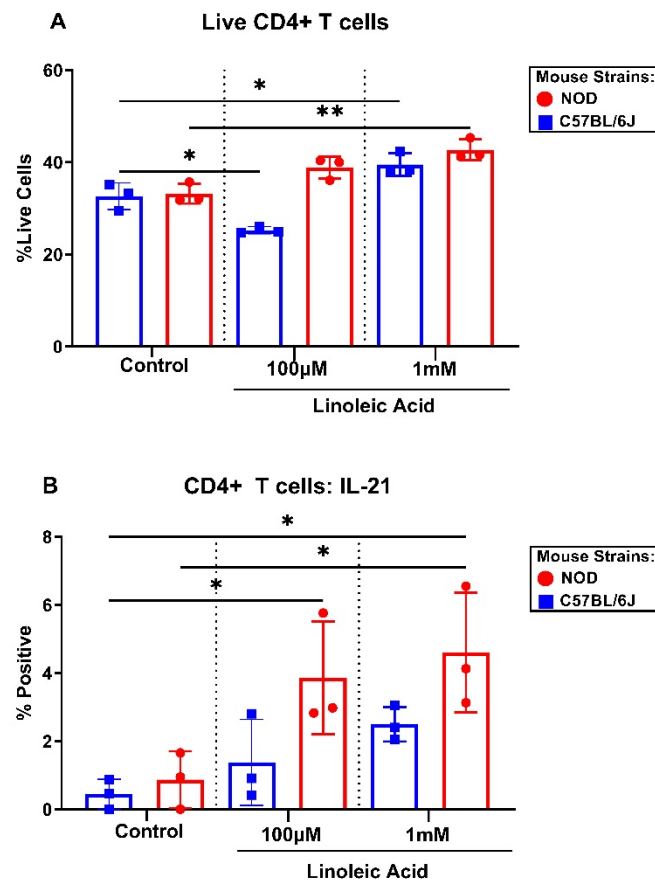 A
Live CD4+ T cells
%Live Cells
60
40
20
0
*
**
*
Control
100µM
1mM
Linoleic Acid
Mouse Strains:
NOD
C57BL/6J
B
CD4+ T cells: IL-21
% Positive
8
6
4
2
0
*
*
*
Control
100µM
1mM
Linoleic Acid
Mouse Strains:
NOD
C57BL/6J